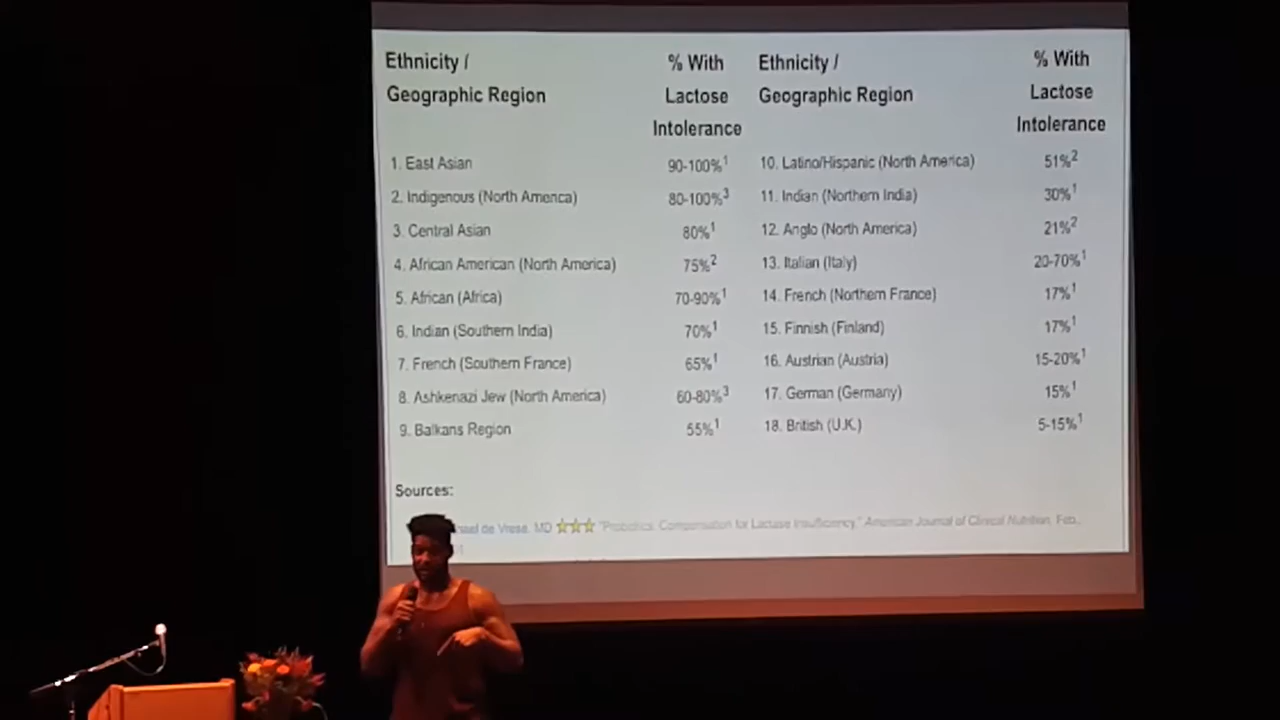 Ethnicity / % With Ethnicity / % With
Geographic Region Lactose Geographic Region Lactose
Intolerance Intolerance
1. East Asian 90-100%1 10. Latino/Hispanic (North America) 51%2
2. Indigenous (North America) 80-100%3 11. Indian (Northern India) 30%1
3. Central Asian 80%1 12. Anglo (North America) 21%2
4. African American (North America) 75%2 13. Italian (Italy) 20-70%1
5. African (Africa) 70-90%1 14. French (Northern France) 17%1
6. Indian (Southern India) 70%1 15. Finnish (Finland) 17%1
7. French (Southern France) 65%1 16. Austrian (Austria) 15-20%1
8. Ashkenazi Jew (North America) 60-80%3 17. German (Germany) 15%1
9. Balkans Region 55%1 18. British (U.K.) 5-15%1
Sources:
de Vrese, MD "Probiotics: Compensation for Lactase Insufficiency," American Journal of Clinical Nutrition, Feb.,